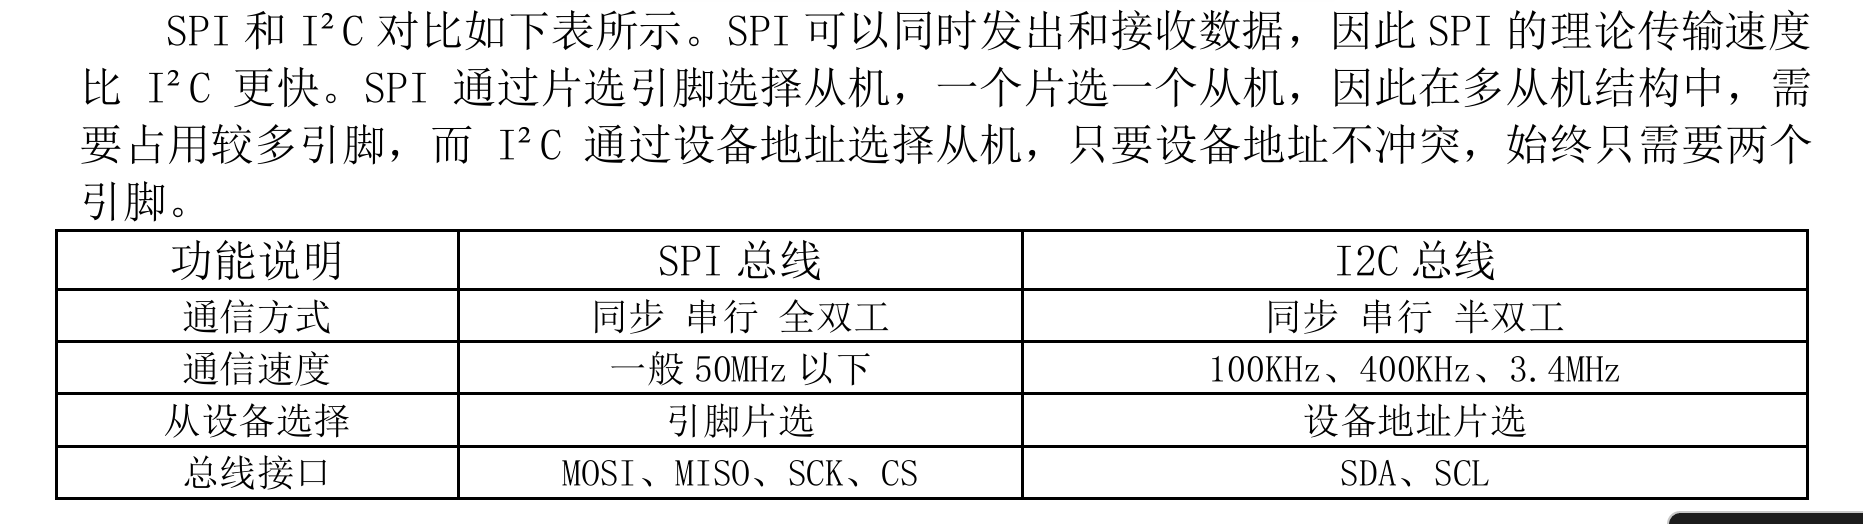 SPI 和 I²C 对比如下表所示。SPI 可以同时发出和接收数据，因此 SPI 的理论传输速度
比 I²C 更快。SPI 通过片选引脚选择从机，一个片选一个从机，因此在多从机结构中，需
要占用较多引脚，而 I²C 通过设备地址选择从机，只要设备地址不冲突，始终只需要两个
引脚。
功能说明 SPI 总线 I2C 总线
通信方式 同步 串行 全双工 同步 串行 半双工
通信速度 一般 50MHz 以下 100KHz、400KHz、3.4MHz
从设备选择 引脚片选 设备地址片选
总线接口 MOSI、MISO、SCK、CS SDA、SCL